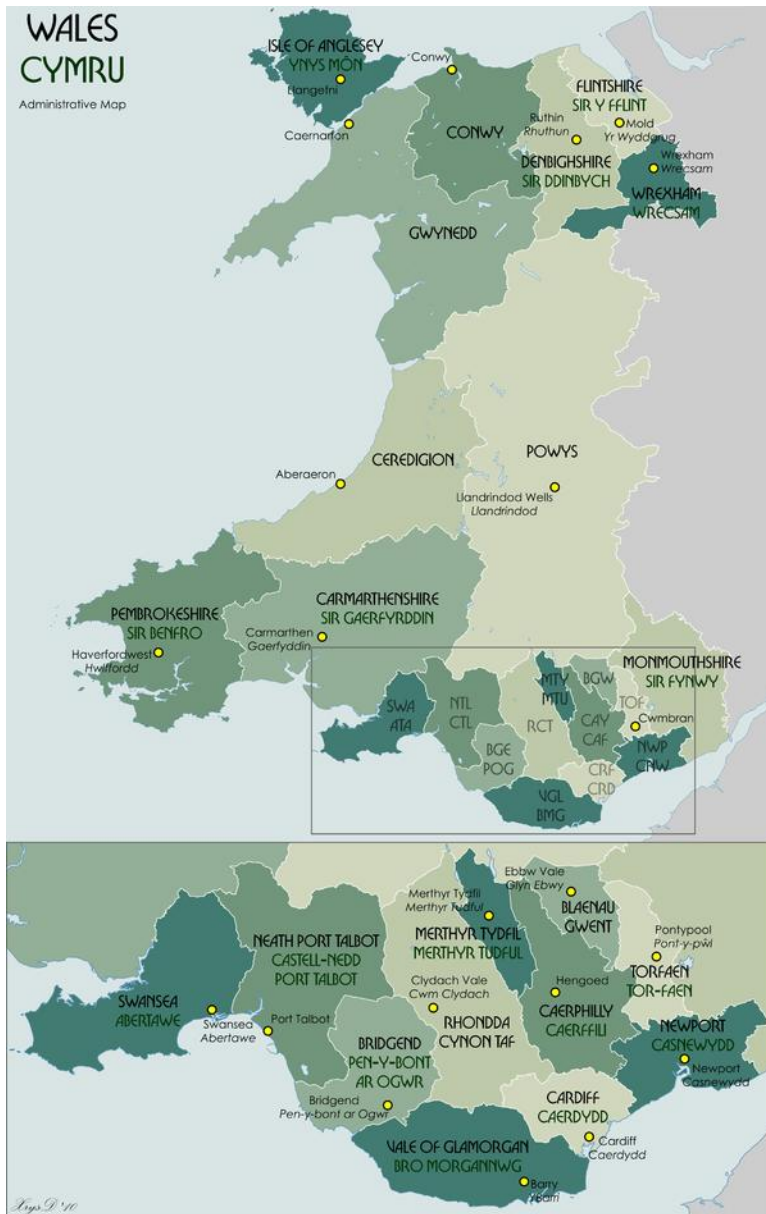 WALES
CYMRU
Administrative Map
ISLE OF ANGLESEY
YNYS MÔN
Llangefni
Conwy
Caernarfon
CONWY
FLINTSHIRE
SIR Y FFLINT
Mold
Yr Wyddgrug
Ruthin
Rhuthun
DENBIGHSHIRE
SIR DDINBYCH
Wrexham
Wrecsam
WREXHAM
WRECSAM
GWYNEDD
CEREDIGION
Aberaeron
POWYS
Llandrindod Wells
Llandrindod
PEMBROKESHIRE
SIR BENFRO
Haverfordwest
Hwlffordd
CARMARTHENSHIRE
SIR GAERFYRDDIN
Carmarthen
Gaerfyddin
MONMOUTHSHIRE
SIR FYNWY
Cwmbran
SWA
ATA
NTL
CTL
BGE
POG
RCT
MTY
MTU
BGW
CAY
CAF
TOF
NWP
CNW
CRF
CRD
VGL
BMG
Ebbw Vale
Glyn Ebwy
BLAENAU
GWENT
Merthyr Tydfil
Merthyr Tudful
MERTHYR TYDFIL
MERTHYR TUDFUL
NEATH PORT TALBOT
CASTELL-NEDD
PORT TALBOT
Pontypool
Pont-y-pŵl
TORFAEN
TOR-FAEN
Clydach Vale
Cwm Clydach
Hengoed
CAERPHILLY
CAERFFILI
SWANSEA
ABERTAWE
Swansea
Abertawe
Port Talbot
RHONDDA
CYNON TAF
BRIDGEND
PEN-Y-BONT
AR OGWR
Bridgend
Pen-y-bont ar Ogwr
NEWPORT
CASNEWYDD
Newport
Casnewydd
CARDIFF
CAERDYDD
Cardiff
Caerdydd
VALE OF GLAMORGAN
BRO MORGANNWG
Barry
Barri
Xrys.D '10